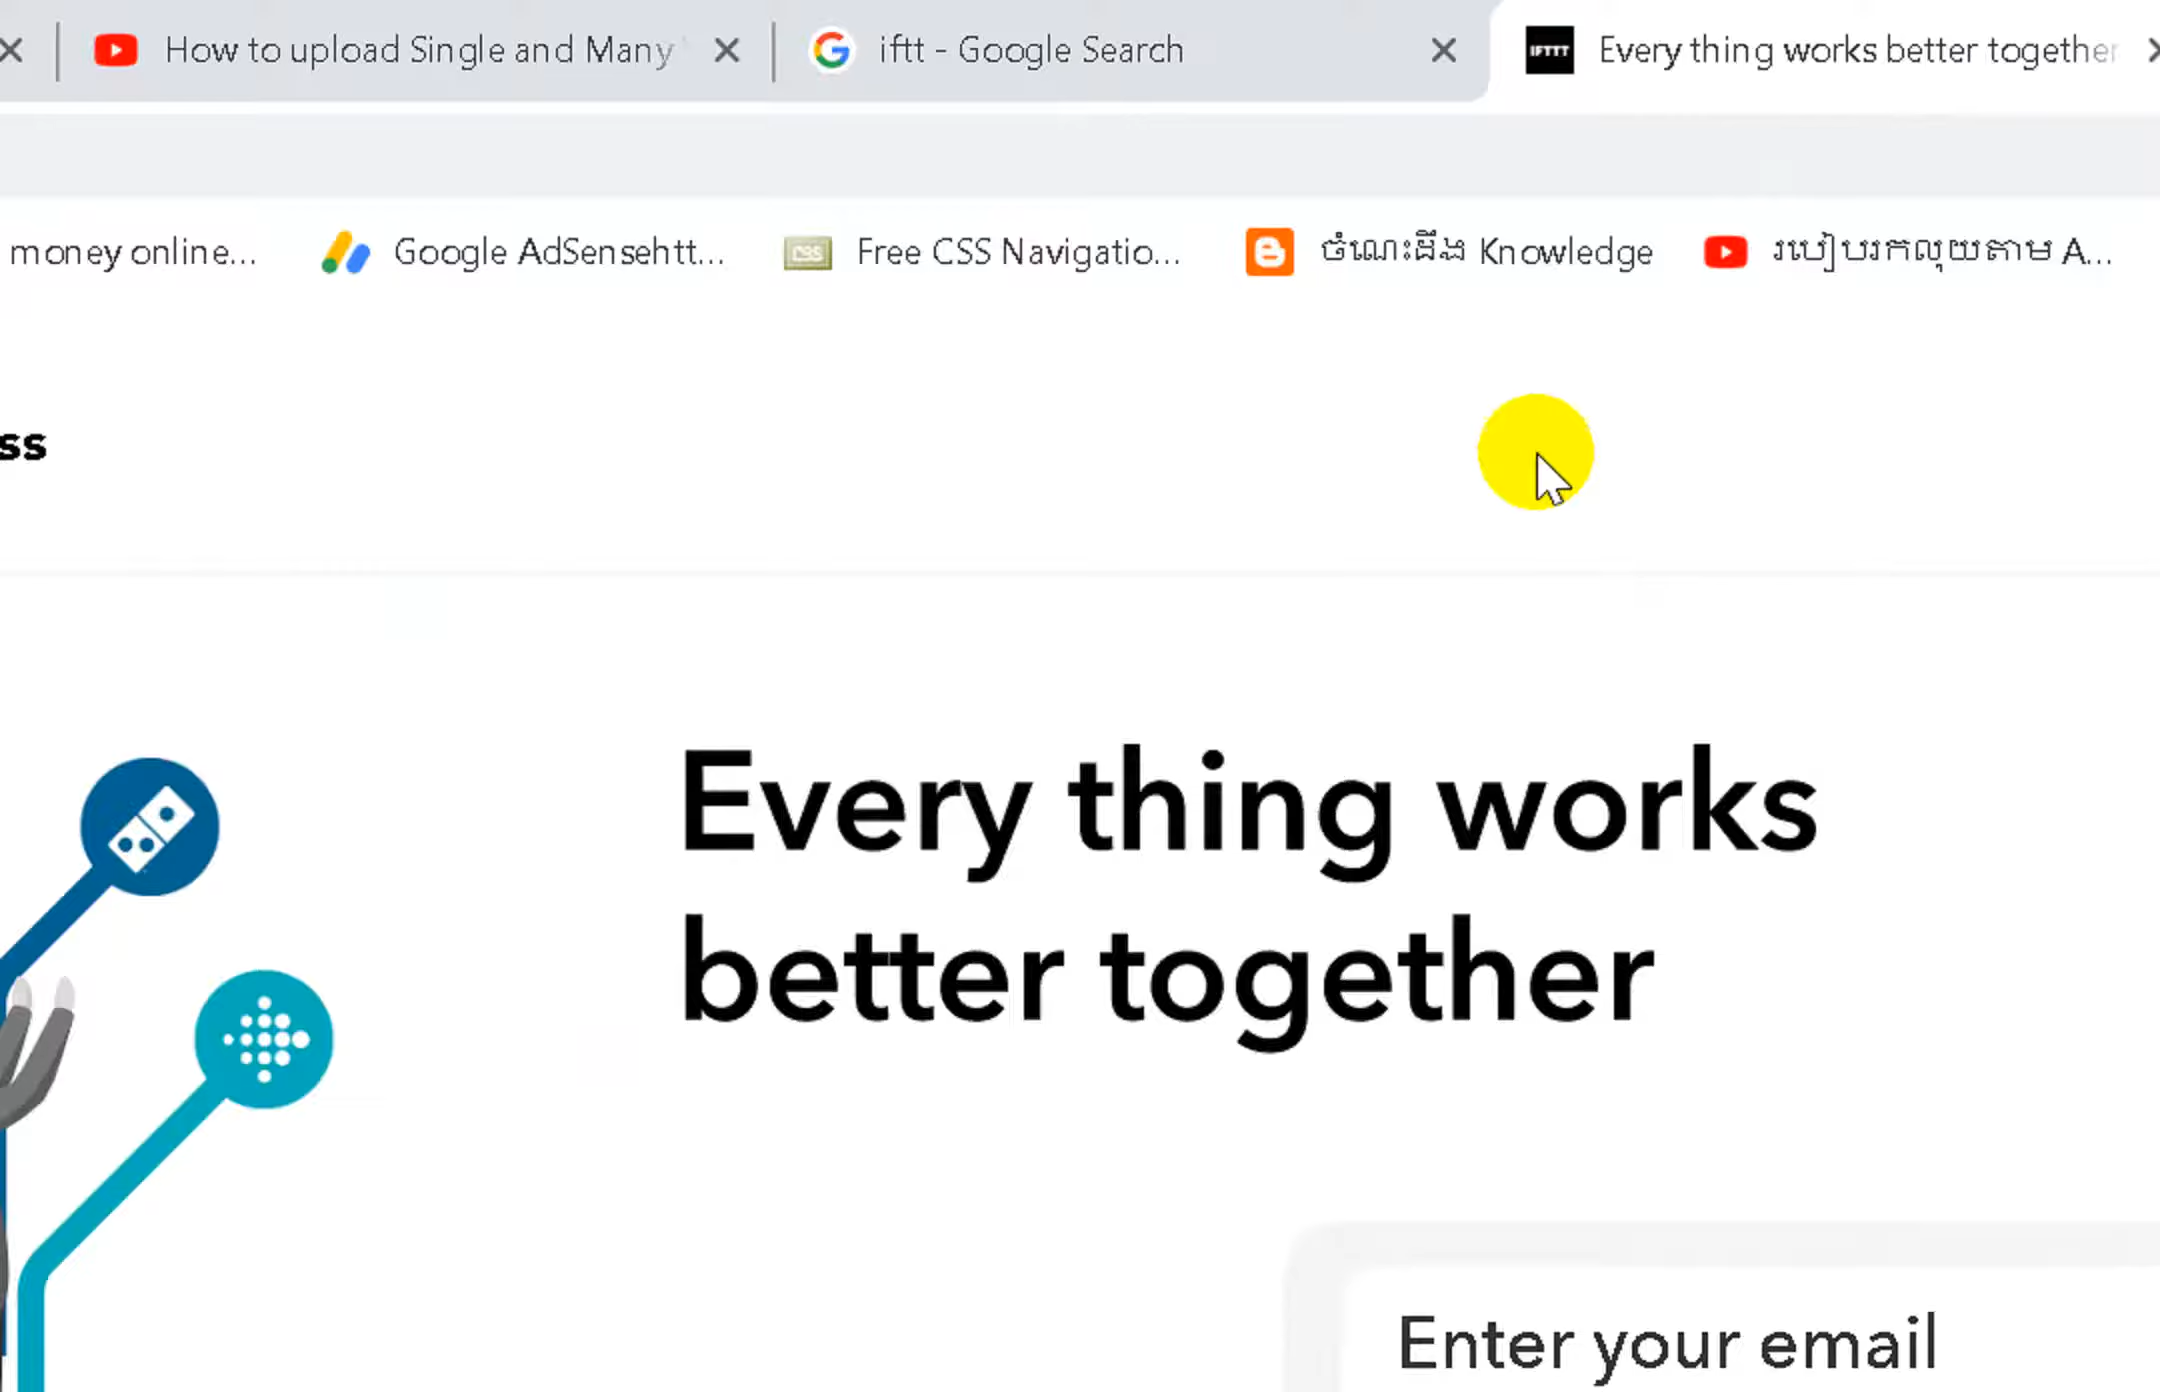 How to upload Single and Many
iftt - Google Search
IFTTT
Every thing works better together
money online...
Google AdSensehtt...
CSS
Free CSS Navigatio...
ចំណេះដឹង Knowledge
របៀបរកលុយតាម A...
ss
Every thing works
better together
Enter your email